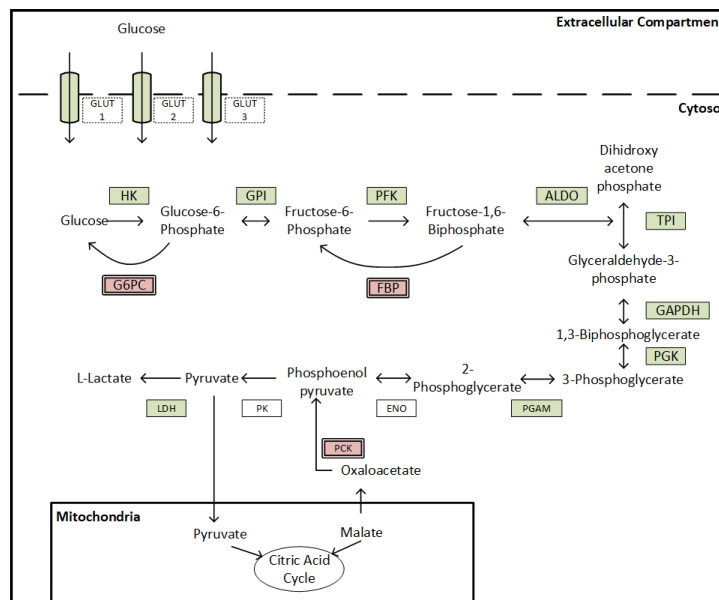 Extracellular Compartmen
Glucose
GLUT
1
GLUT
2
GLUT
3
Cytoso
Dihidroxy
acetone
phosphate
HK
GPI
PFK
ALDO
TPI
Glucose
Glucose-6-
Phosphate
Fructose-6-
Phosphate
Fructose-1,6-
Biphosphate
Glyceraldehyde-3-
phosphate
G6PC
FBP
GAPDH
1,3-Biphosphoglycerate
PGK
3-Phosphoglycerate
2-
Phosphoglycerate
Phosphoenol
pyruvate
Pyruvate
L-Lactate
LDH
PK
ENO
PGAM
PCK
Oxaloacetate
Mitochondria
Pyruvate
Malate
Citric Acid
Cycle